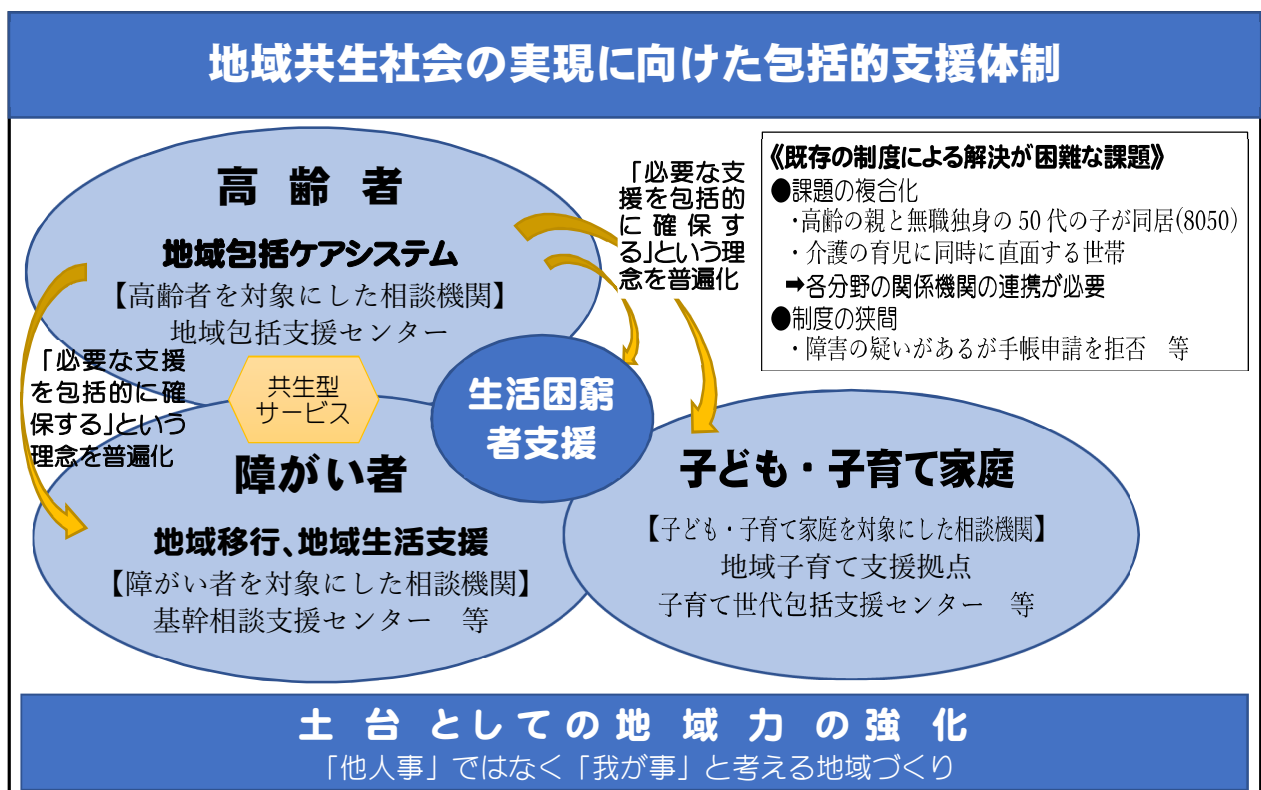 地域共生社会の実現に向けた包括的支援体制
高齢者
地域包括ケアシステム
【高齢者を対象にした相談機関】
地域包括支援センター
「必要な支
援を包括的
に確保す
る」という理
念を普遍化
《既存の制度による解決が困難な課題》
●課題の複合化
・高齢の親と無職独身の50代の子が同居(8050)
・介護の育児に同時に直面する世帯
➡各分野の関係機関の連携が必要
●制度の狭間
・障害の疑いがあるが手帳申請を拒否　等
「必要な支援
を包括的に確
保する」という
理念を普遍化
共生型
サービス
生活困窮
者支援
障がい者
地域移行、地域生活支援
【障がい者を対象にした相談機関】
基幹相談支援センター　等
子ども・子育て家庭
【子ども・子育て家庭を対象にした相談機関】
地域子育て支援拠点
子育て世代包括支援センター　等
土台としての地域力の強化
「他人事」ではなく「我が事」と考える地域づくり